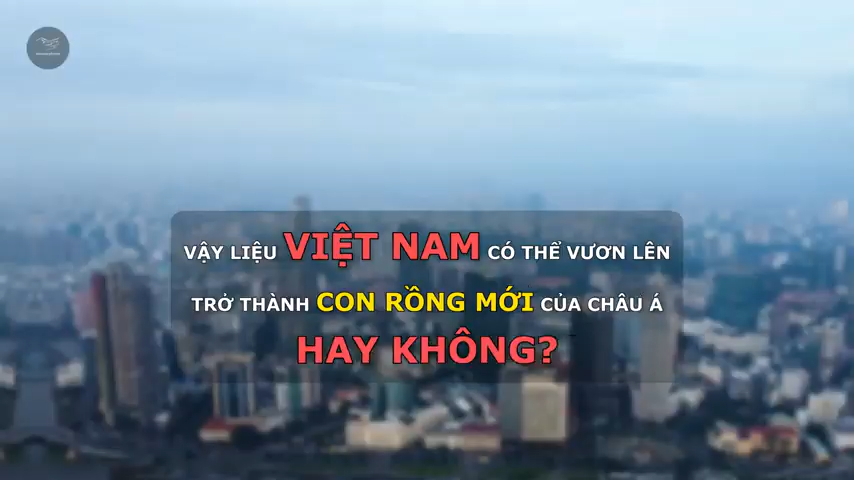 VẬY LIỆU VIỆT NAM CÓ THỂ VƯƠN LÊN
TRỞ THÀNH CON RỒNG MỚI CỦA CHÂU Á
HAY KHÔNG?